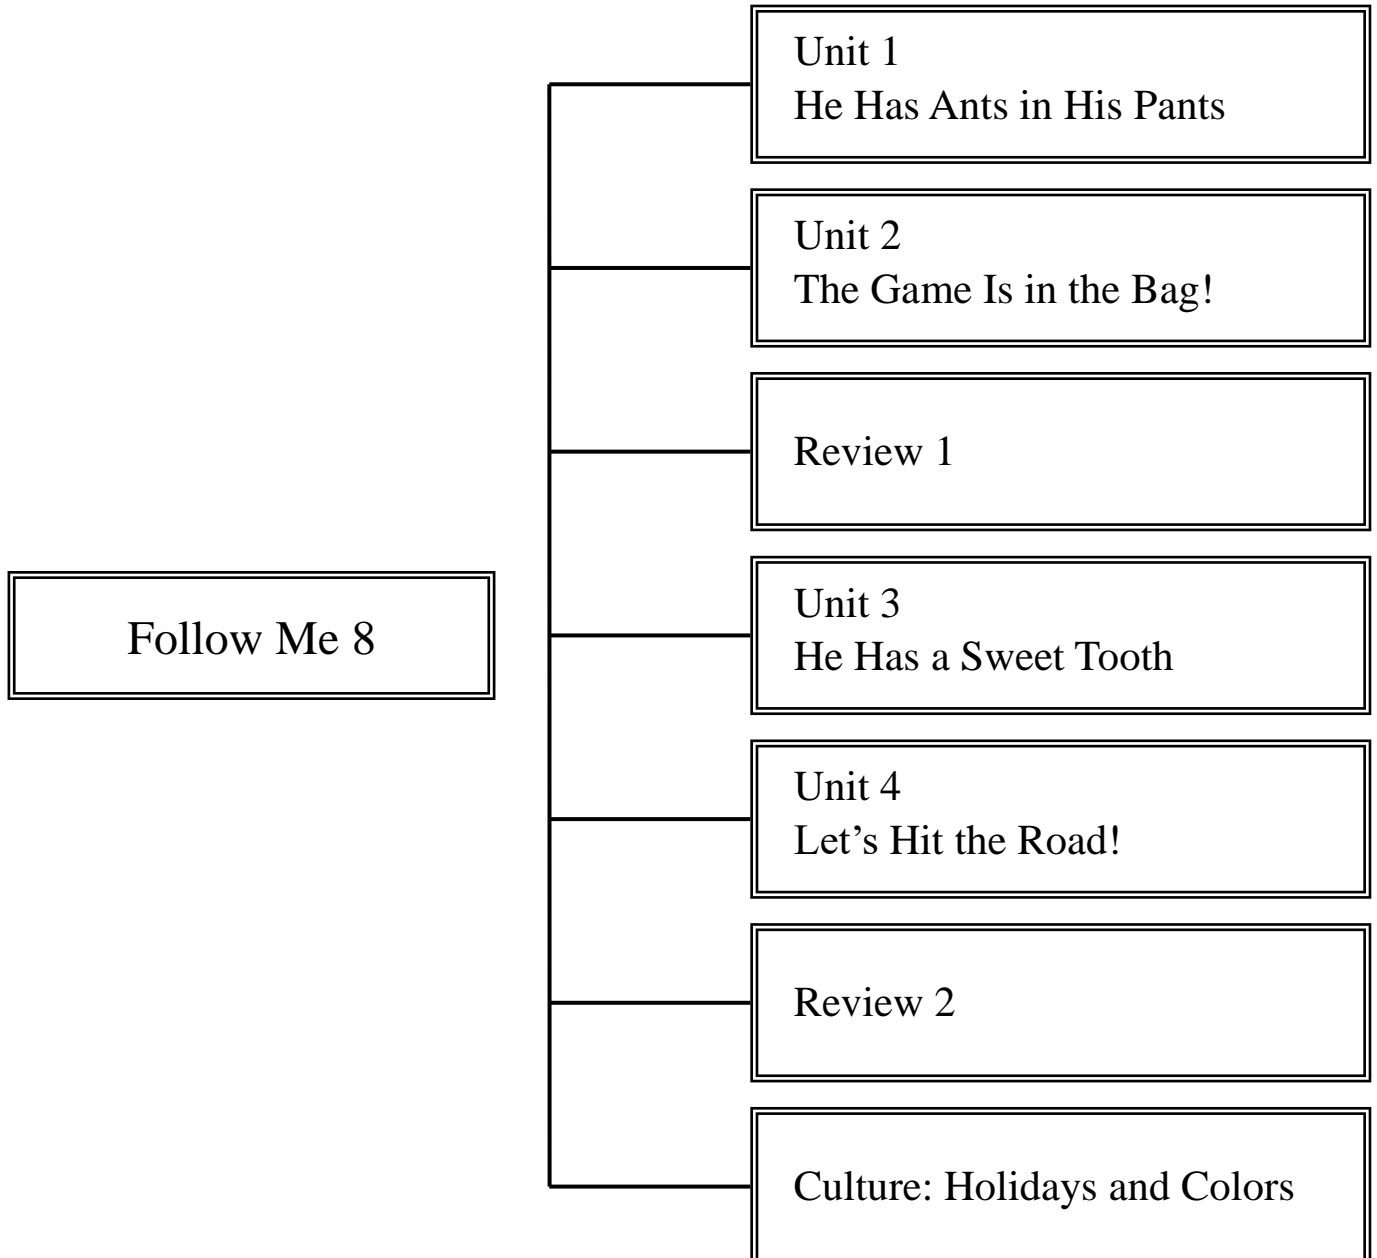 Unit 1
He Has Ants in His Pants
Unit 2
The Game Is in the Bag!
Review 1
Follow Me 8
Unit 3
He Has a Sweet Tooth
Unit 4
Let’s Hit the Road!
Review 2
Culture: Holidays and Colors